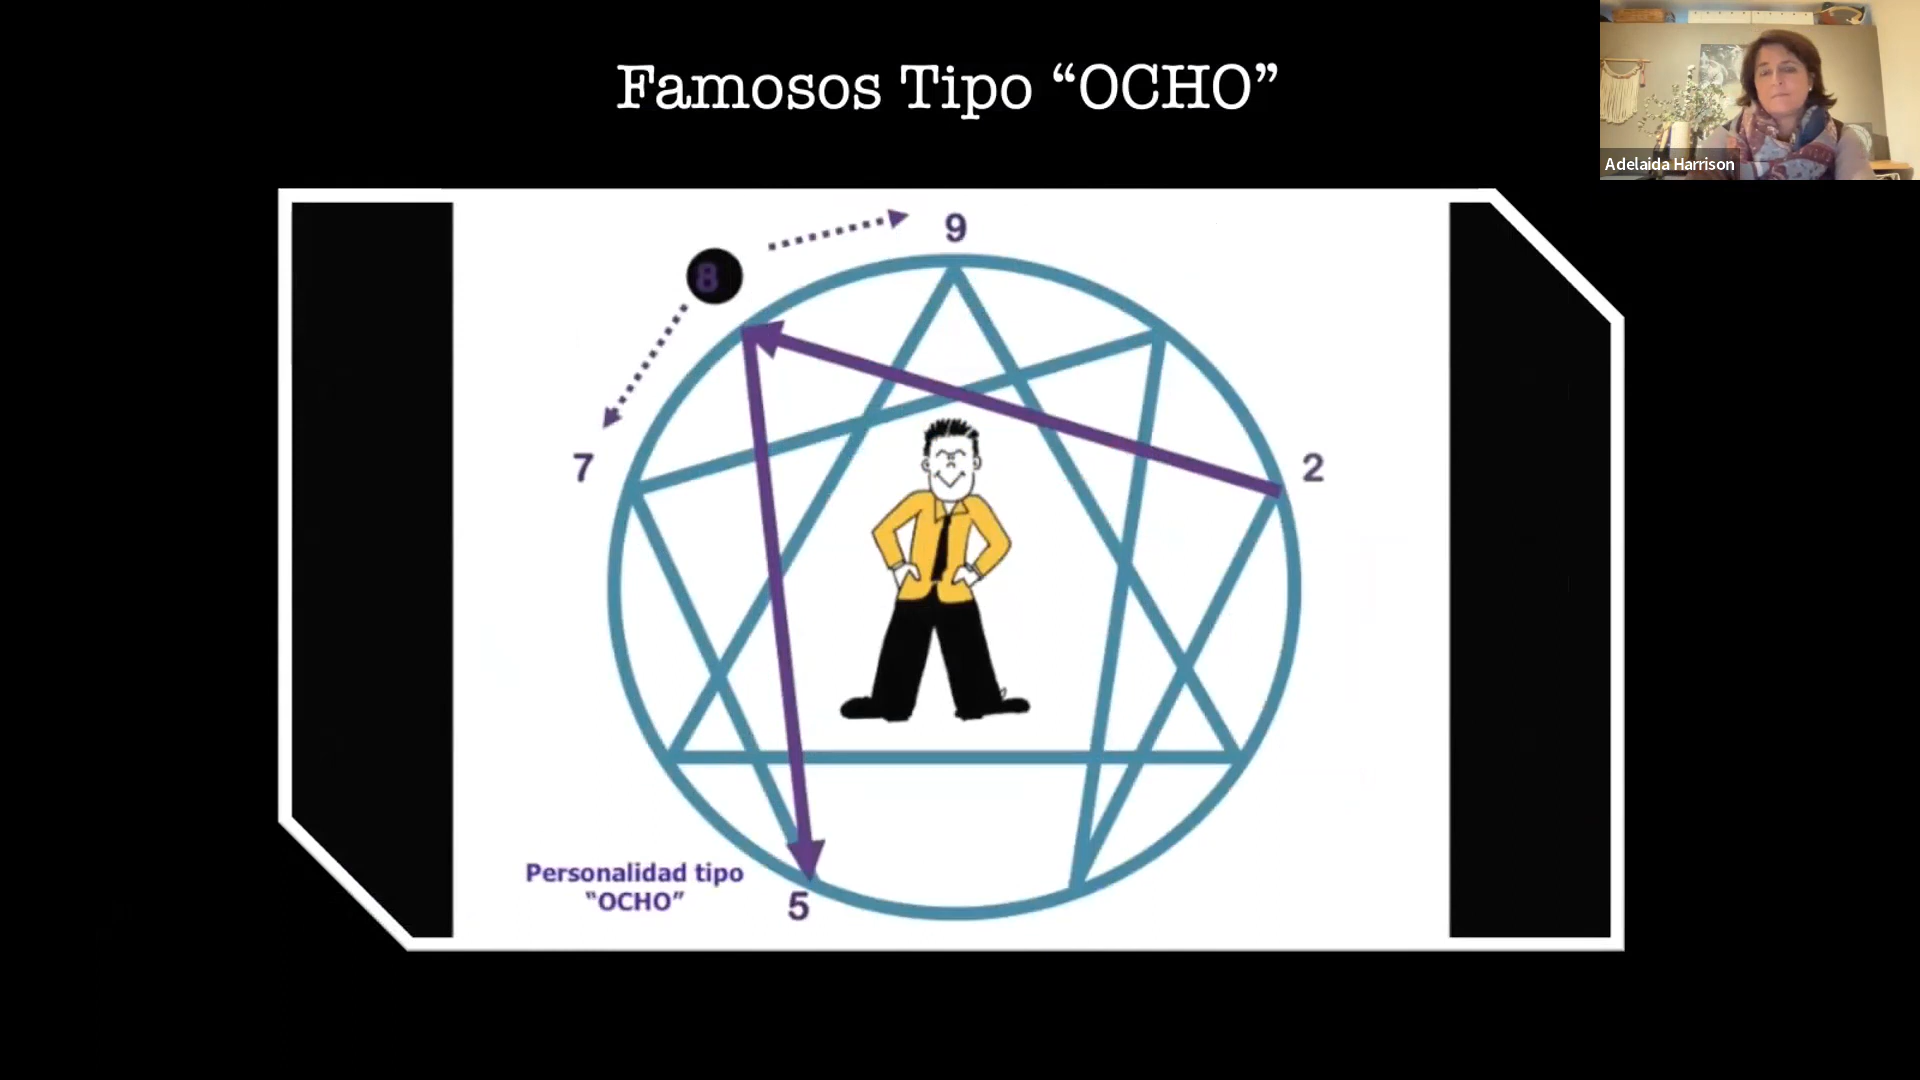 Famosos Tipo “OCHO”
Adelaida Harrison
9
8
7
2
Personalidad tipo
“OCHO”
5